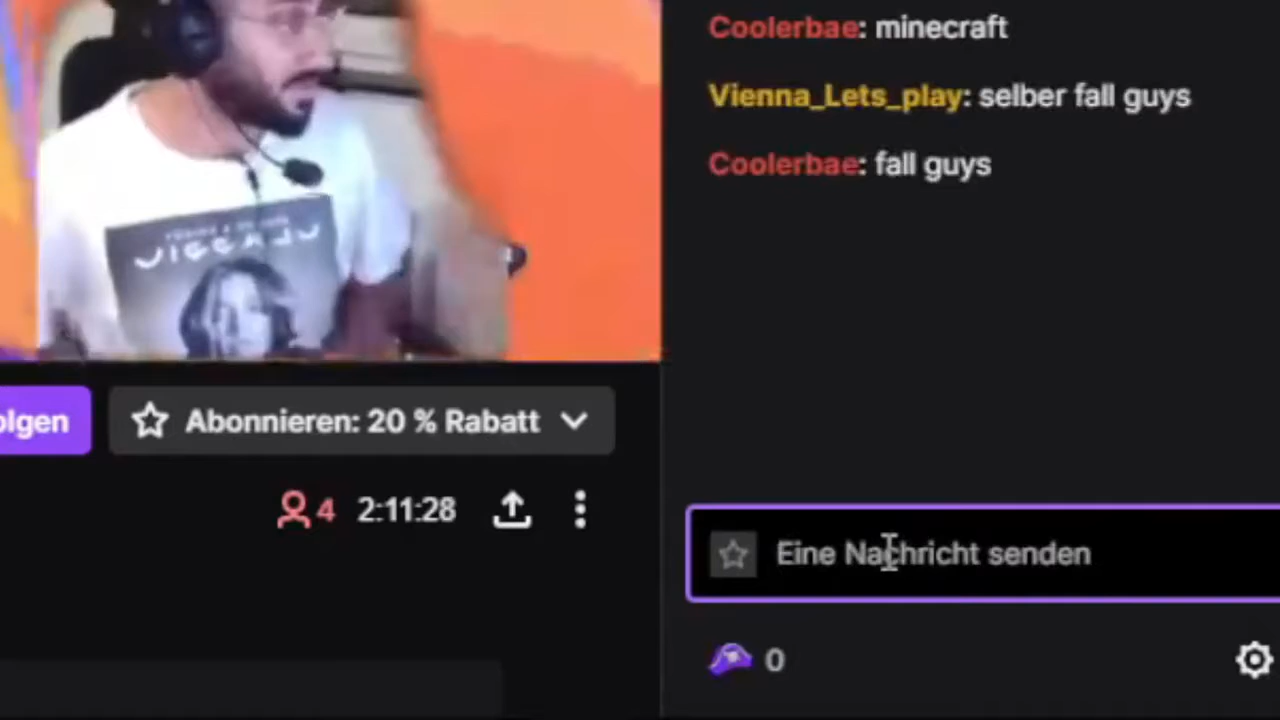 Coolerbae: minecraft
Vienna_Lets_play: selber fall guys
Coolerbae: fall guys
olgen
Abonnieren: 20 % Rabatt
4 2:11:28
Eine Nachricht senden
0